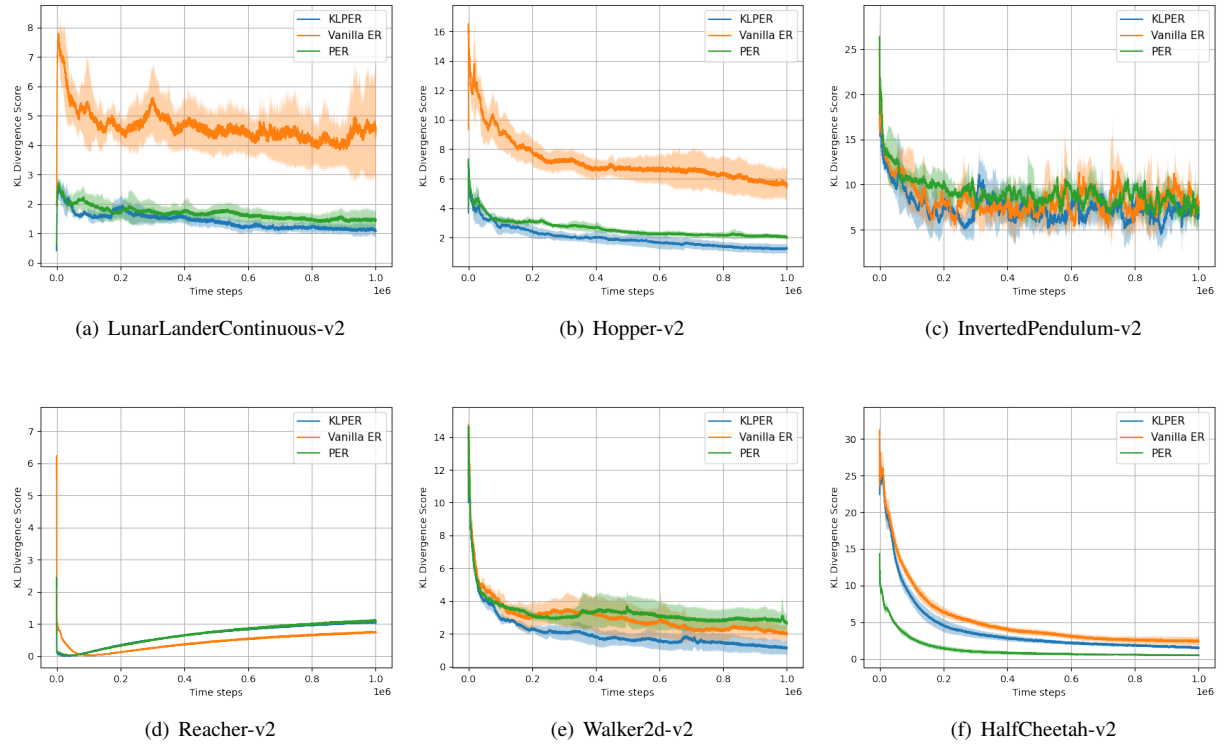 KLPER
Vanilla ER
PER
8
7
6
5
4
3
2
1
0
KL Divergence Score
0.0 0.2 0.4 0.6 0.8 1.0
Time steps
1e6
(a) LunarLanderContinuous-v2
KLPER
Vanilla ER
PER
16
14
12
10
8
6
4
2
KL Divergence Score
0.0 0.2 0.4 0.6 0.8 1.0
Time steps
1e6
(b) Hopper-v2
KLPER
Vanilla ER
PER
25
20
15
10
5
KL Divergence Score
0.0 0.2 0.4 0.6 0.8 1.0
Time steps
1e6
(c) InvertedPendulum-v2
KLPER
Vanilla ER
PER
7
6
5
4
3
2
1
0
KL Divergence Score
0.0 0.2 0.4 0.6 0.8 1.0
Time steps
1e6
(d) Reacher-v2
KLPER
Vanilla ER
PER
14
12
10
8
6
4
2
0
KL Divergence Score
0.0 0.2 0.4 0.6 0.8 1.0
Time steps
1e6
(e) Walker2d-v2
KLPER
Vanilla ER
PER
30
25
20
15
10
5
0
KL Divergence Score
0.0 0.2 0.4 0.6 0.8 1.0
Time steps
1e6
(f) HalfCheetah-v2